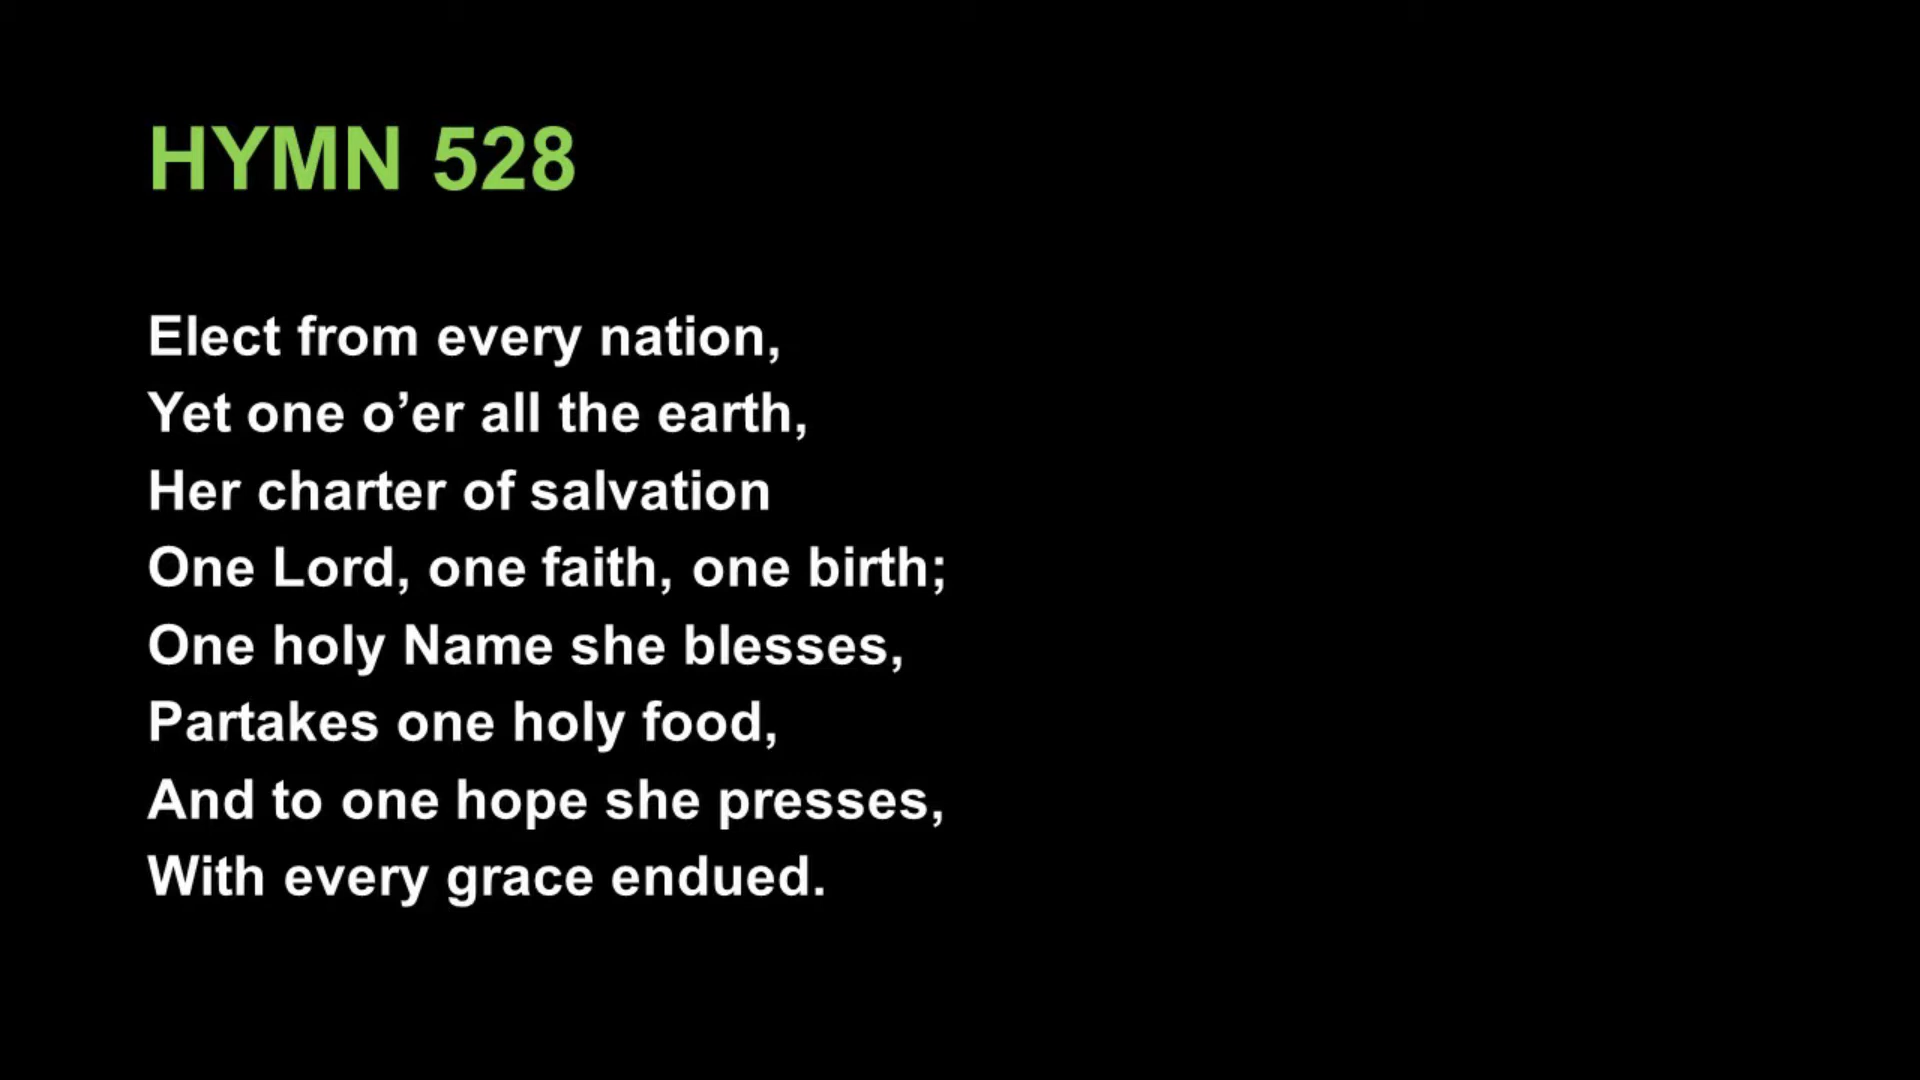 HYMN 528
Elect from every nation,
Yet one o’er all the earth,
Her charter of salvation
One Lord, one faith, one birth;
One holy Name she blesses,
Partakes one holy food,
And to one hope she presses,
With every grace endued.